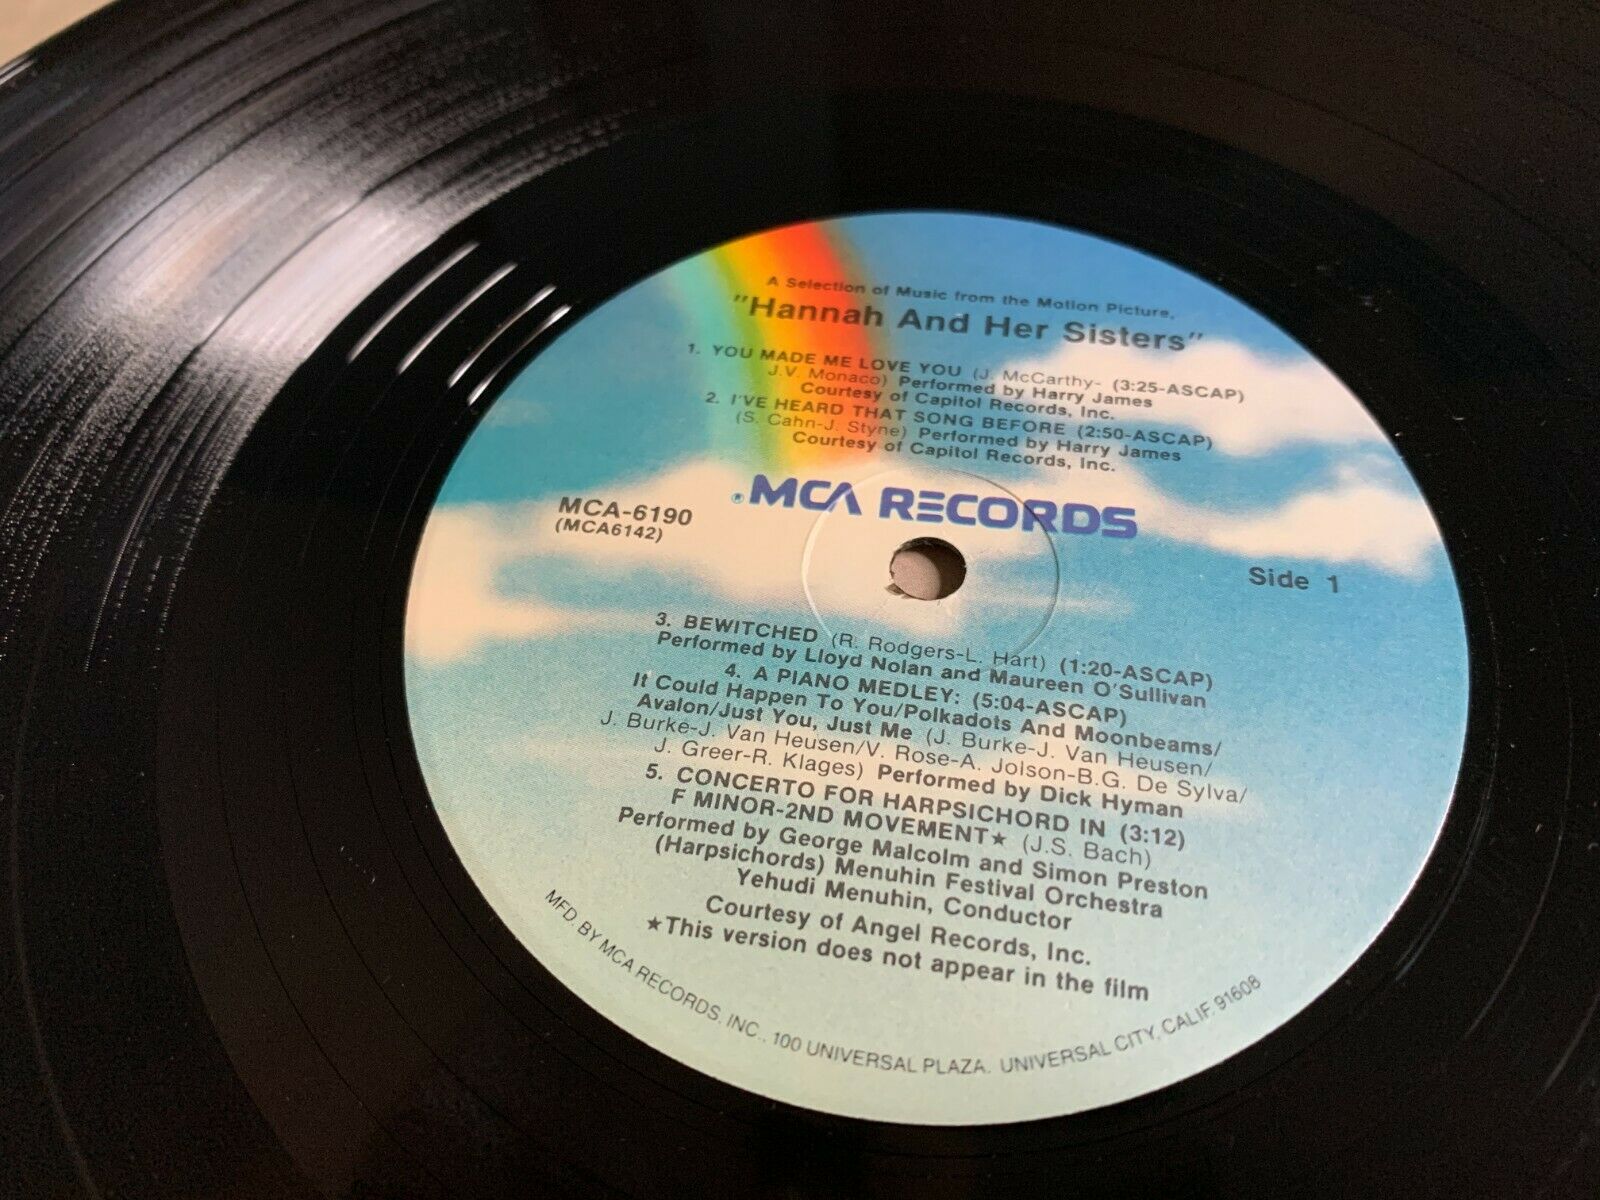 A Selection of Music from the Motion Picture,
"Hannah And Her Sisters"
1. YOU MADE ME LOVE YOU (J. McCarthy- (3:25-ASCAP)
J.V. Monaco) Performed by Harry James
Courtesy of Capitol Records, Inc.
2. I'VE HEARD THAT SONG BEFORE (2:50-ASCAP)
(S. Cahn-J. Styne) Performed by Harry James
Courtesy of Capitol Records, Inc.
® MCA RECORDS
MCA-6190
(MCA6142)
Side 1
3. BEWITCHED (R. Rodgers-L. Hart) (1:20-ASCAP)
Performed by Lloyd Nolan and Maureen O'Sullivan
4. A PIANO MEDLEY: (5:04-ASCAP)
It Could Happen To You/Polkadots And Moonbeams/
Avalon/Just You, Just Me (J. Burke-J. Van Heusen/
J. Burke-J. Van Heusen/V. Rose-A. Jolson-B.G. De Sylva/
J. Greer-R. Klages) Performed by Dick Hyman
5. CONCERTO FOR HARPSICHORD IN (3:12)
F MINOR-2ND MOVEMENT★ (J.S. Bach)
Performed by George Malcolm and Simon Preston
(Harpsichords) Menuhin Festival Orchestra
Yehudi Menuhin, Conductor
Courtesy of Angel Records, Inc.
★This version does not appear in the film
MFD. BY MCA RECORDS, INC., 100 UNIVERSAL PLAZA. UNIVERSAL CITY, CALIF. 91608